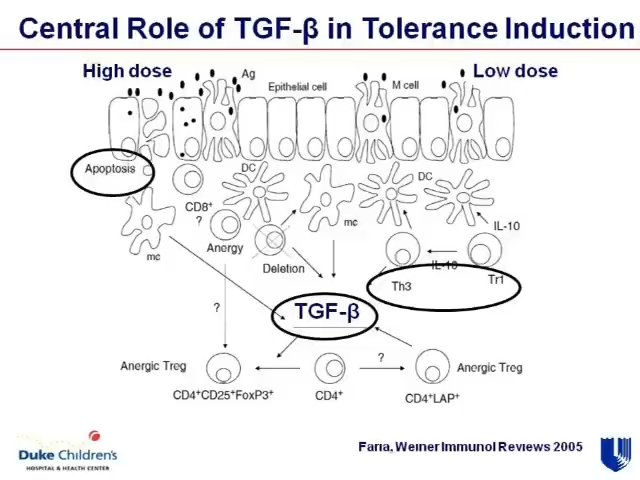 Central Role of TGF-β in Tolerance Induction
High dose
Low dose
Ag
Epithelial cell
M cell
Apoptosis
DC
DC
CD8⁺
?
mc
IL-10
Anergy
mc
Deletion
IL-10
Th3
Tr1
?
TGF-β
?
Anergic Treg
Anergic Treg
CD4⁺CD25⁺FoxP3⁺
CD4⁺
CD4⁺LAP⁺
Faria, Weiner Immunol Reviews 2005
Duke Children's
HOSPITAL & HEALTH CENTER